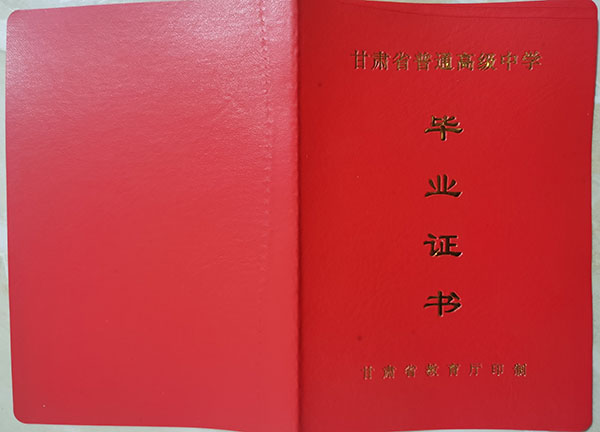 甘肃省普通高级中学
毕
业
证
书
甘肃省教育厅印制